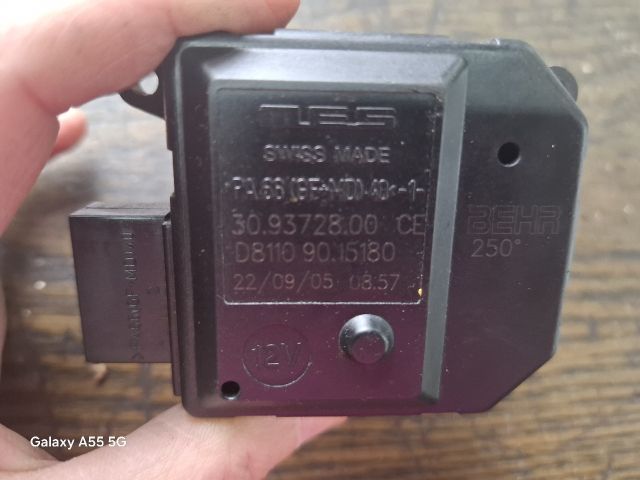 MES
SWISS MADE
30.93728.00 CE
D8110 90.15180
22/09/05 08:57
BEHR
250°
12V
Galaxy A55 5G